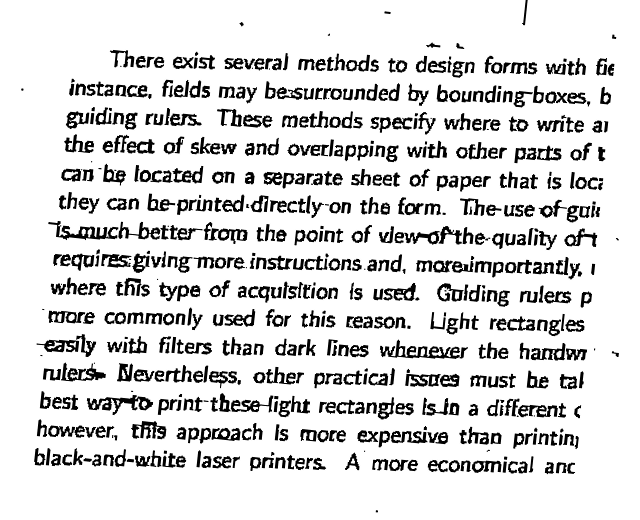 There exist several methods to design forms with fie
instance, fields may be surrounded by bounding boxes, b
guiding rulers. These methods specify where to write a
the effect of skew and overlapping with other parts of t
can be located on a separate sheet of paper that is loca
they can be printed directly on the form. The use of gui
is much better from the point of view of the quality of t
requires giving more instructions and, more importantly,
where this type of acquisition is used. Guiding rulers p
more commonly used for this reason. Light rectangles
easily with filters than dark lines whenever the handwr
rulers. Nevertheless, other practical issues must be tak
best way to print these light rectangles is in a different c
however, this approach is more expensive than printin
black-and-white laser printers. A more economical and